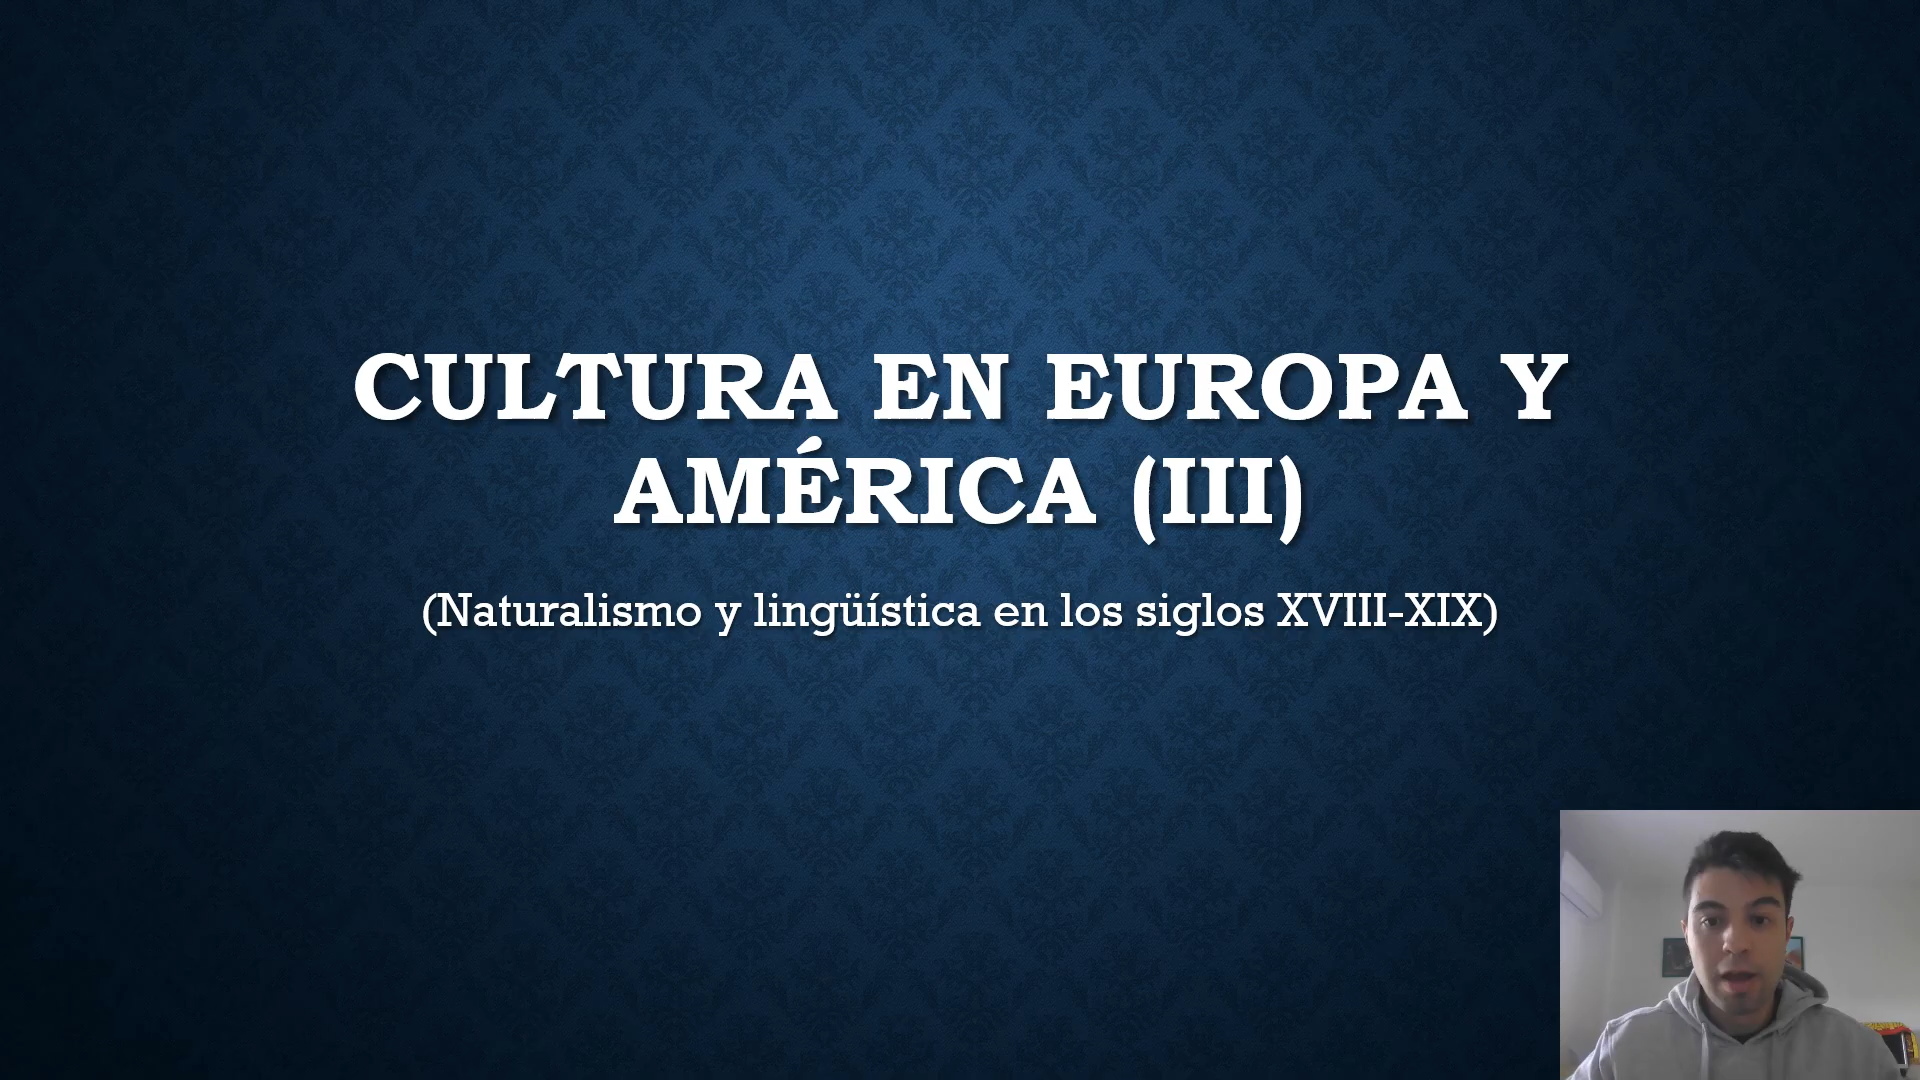 CULTURA EN EUROPA Y
AMÉRICA (III)
(Naturalismo y lingüística en los siglos XVIII-XIX)